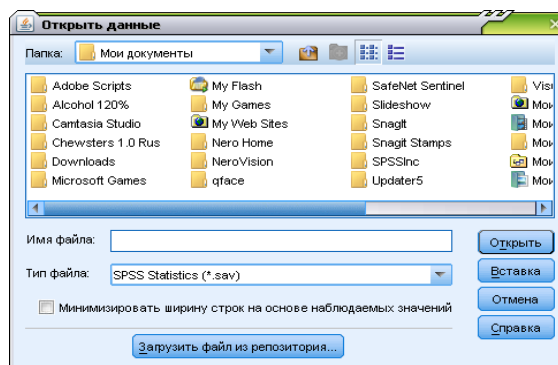 Открыть данные
Папка: Мои документы
Adobe Scripts
Alcohol 120%
Camtasia Studio
Chewsters 1.0 Rus
Downloads
Microsoft Games
My Flash
My Games
My Web Sites
Nero Home
NeroVision
qface
SafeNet Sentinel
Slideshow
SnagIt
Snagit Stamps
SPSSInc
Updater5
Имя файла:
Открыть
Тип файла: SPSS Statistics (*.sav)
Вставка
Минимизировать ширину строк на основе наблюдаемых значений
Отмена
Справка
Загрузить файл из репозитория...